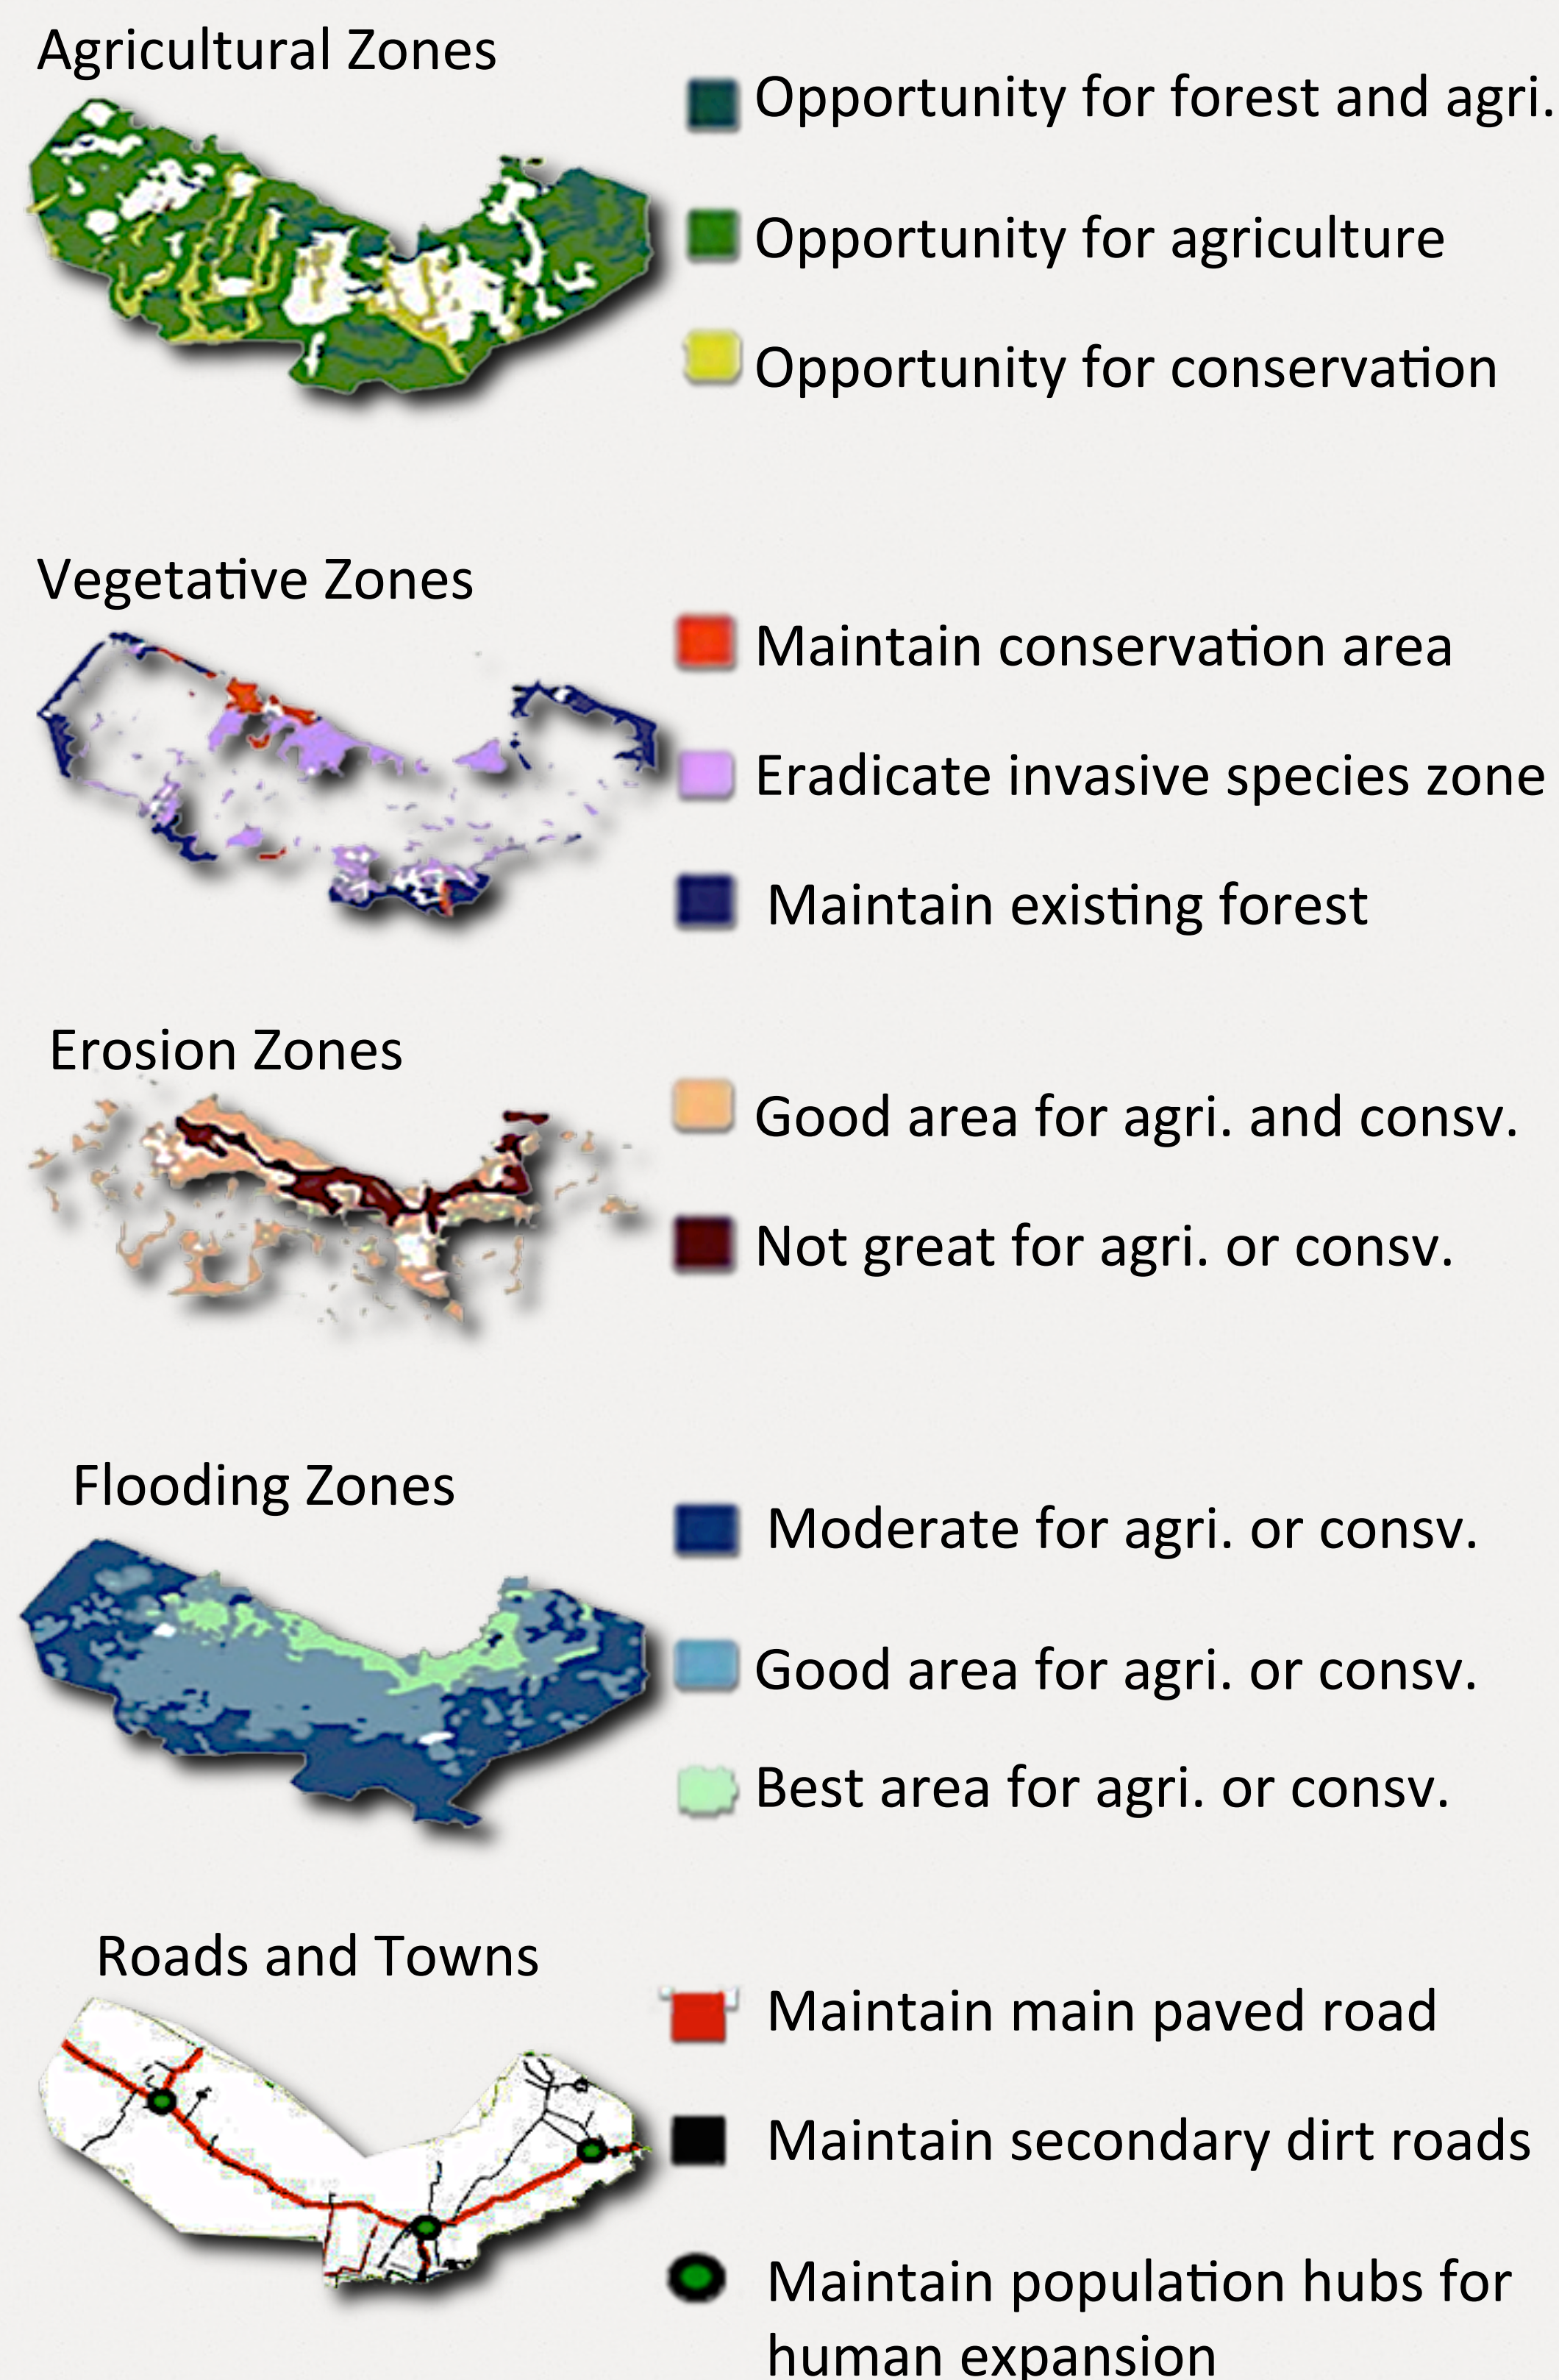 Agricultural Zones
Opportunity for forest and agri.
Opportunity for agriculture
Opportunity for conservation
Vegetative Zones
Maintain conservation area
Eradicate invasive species zone
Maintain existing forest
Erosion Zones
Good area for agri. and consv.
Not great for agri. or consv.
Flooding Zones
Moderate for agri. or consv.
Good area for agri. or consv.
Best area for agri. or consv.
Roads and Towns
Maintain main paved road
Maintain secondary dirt roads
Maintain population hubs for
human expansion